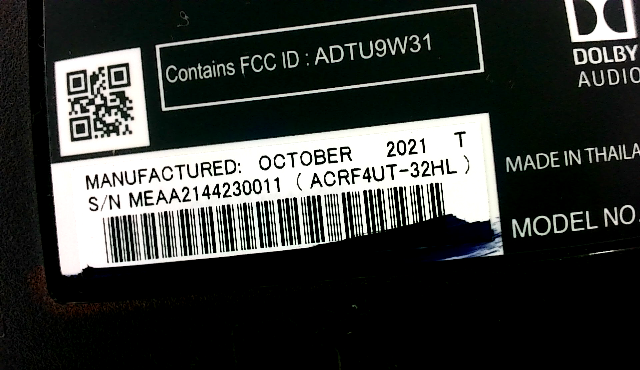 Contains FCC ID : ADTU9W31
DOLBY
AUDIO
MANUFACTURED: OCTOBER 2021 T
S/N MEAA2144230011 (ACRF4UT-32HL)
MADE IN THAILA
MODEL NO.